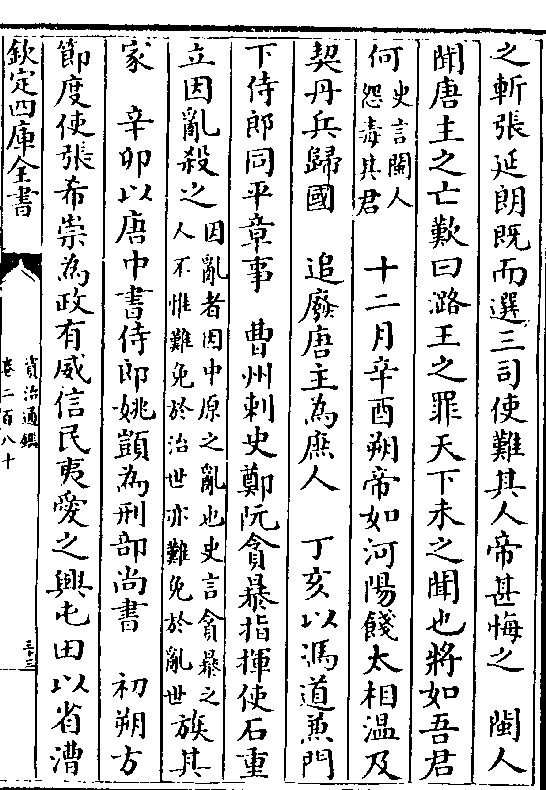 之斬張延朗既而選三司使難其人帝甚悔之　閩人
聞唐主之亡歎曰潞王之罪天下未之聞也將如吾君
何史言閩人怨毒其君　十二月辛酉朔帝如河陽餞太相溫及
契丹兵歸國　追廢唐主為庶人　丁亥以馮道兼門
下侍郎同平章事　曹州刺史鄭阮貪暴指揮使石重
立因亂殺之因亂者因中原之亂也史言貪暴之人不惟難免於治世亦難免於亂世族其
家　辛卯以唐中書侍郎姚顗為刑部尚書　初朔方
節度使張希崇為政有威信民夷愛之興屯田以省漕
欽定四庫全書
資治通鑑
卷二百八十
三十三